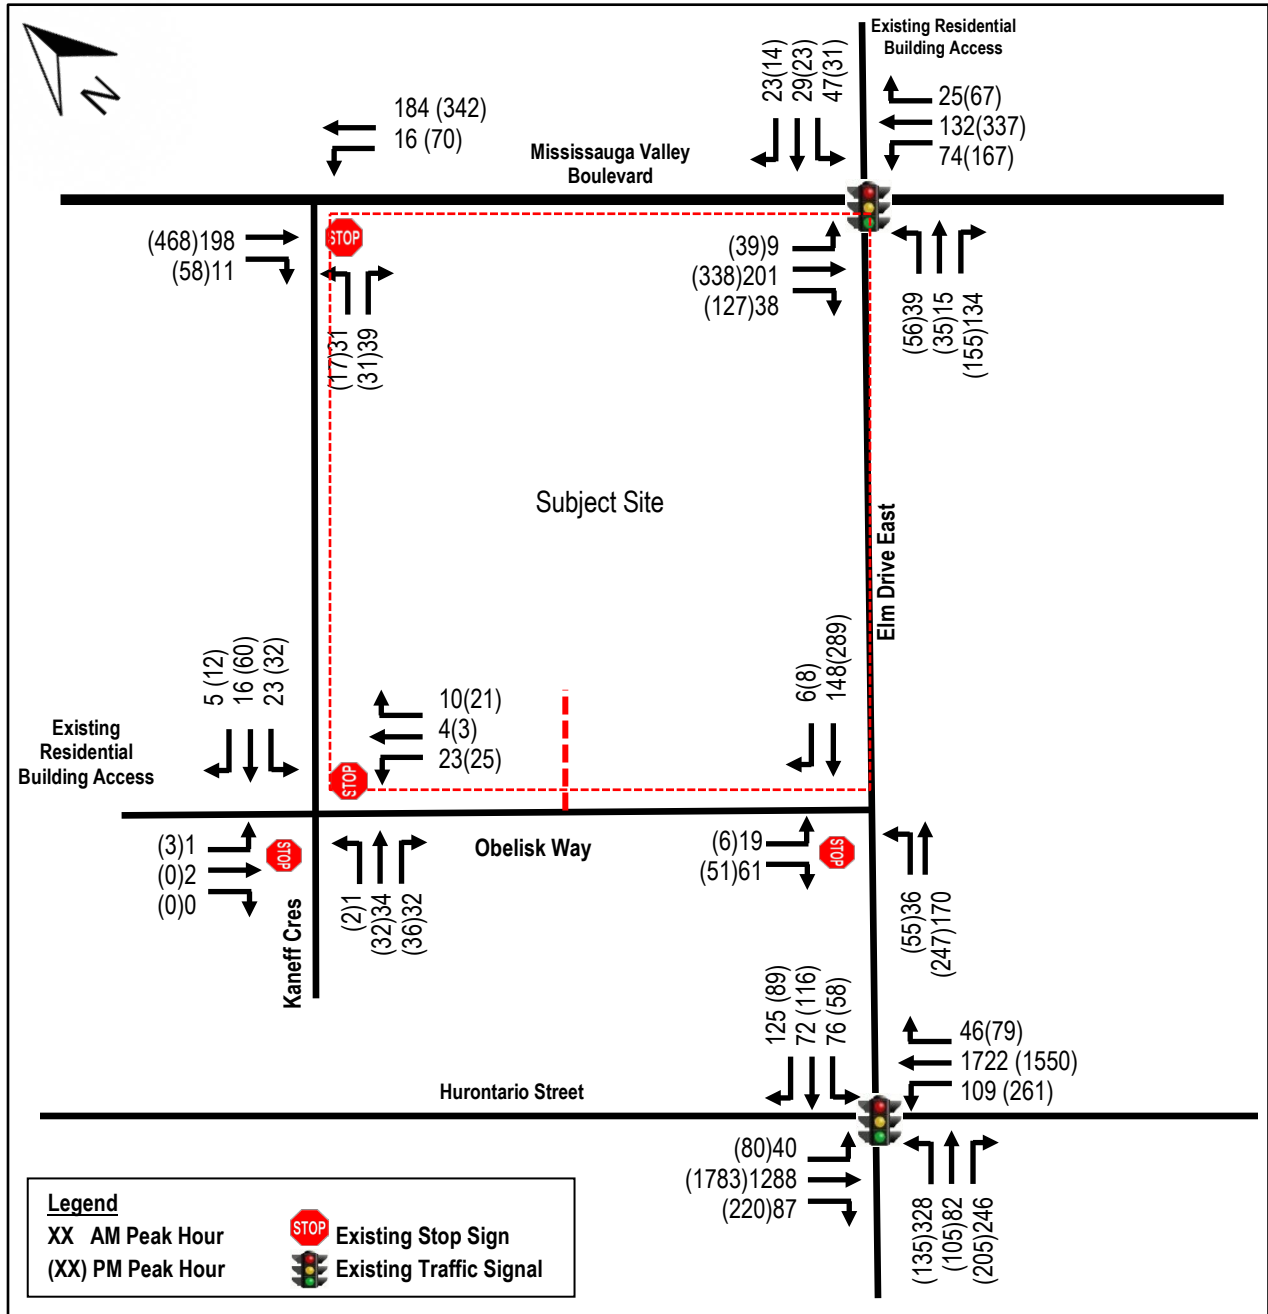 N
Existing Residential
Building Access
23(14)
29(23)
47(31)
25(67)
132(337)
74(167)
184 (342)
16 (70)
Mississauga Valley
Boulevard
(468)198
(58)11
STOP
(17)31
(31)39
(39)9
(338)201
(127)38
(56)39
(35)15
(155)134
Subject Site
Elm Drive East
5 (12)
16 (60)
23 (32)
10(21)
4(3)
23(25)
6(8)
148(289)
Existing
Residential
Building Access
STOP
(3)1
(0)2
(0)0
STOP
Kaneff Cres
(2)1
(32)34
(36)32
Obelisk Way
(6)19
(51)61
STOP
(55)36
(247)170
125 (89)
72 (116)
76 (58)
46(79)
1722 (1550)
109 (261)
Hurontario Street
(80)40
(1783)1288
(220)87
(135)328
(105)82
(205)246
Legend
XX AM Peak Hour
(XX) PM Peak Hour
STOP Existing Stop Sign
Existing Traffic Signal